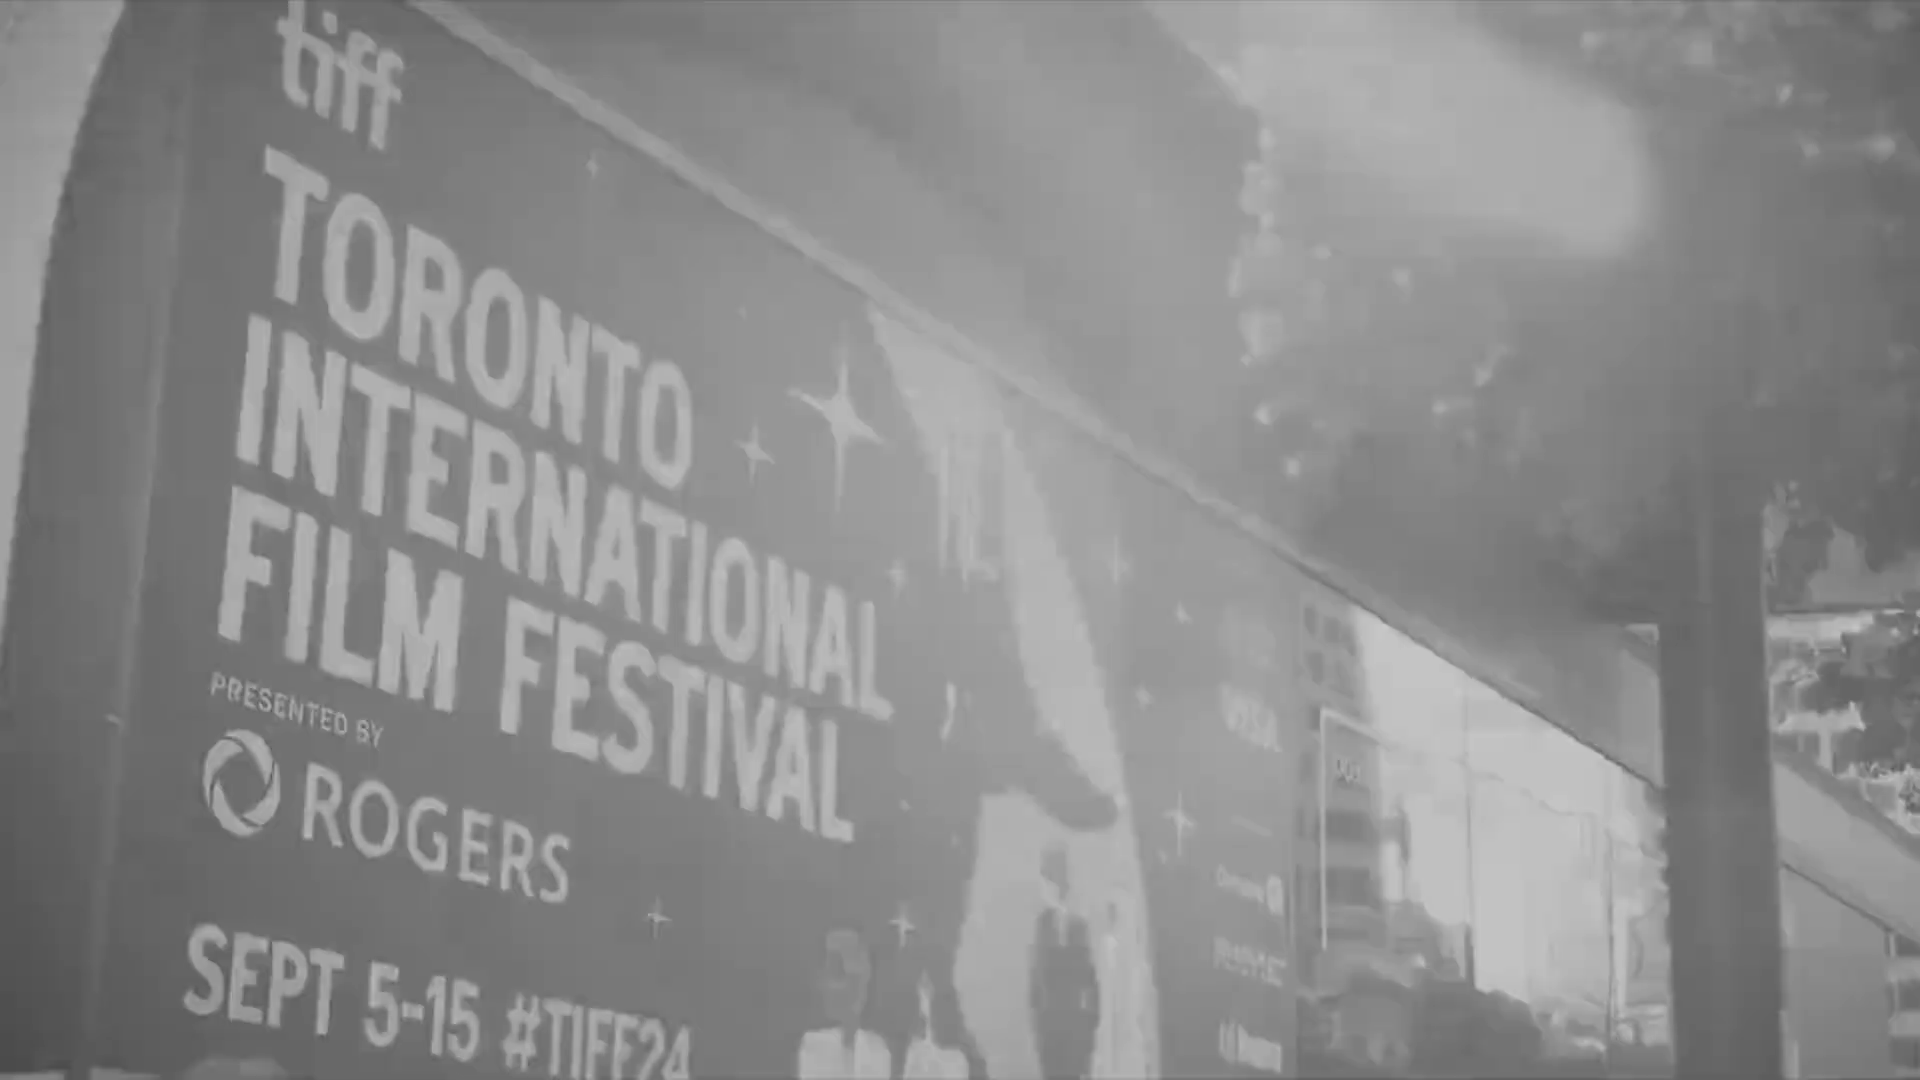 tiff
TORONTO
INTERNATIONAL
FILM FESTIVAL
PRESENTED BY
ROGERS
SEPT 5-15 #TIFF24
VISA